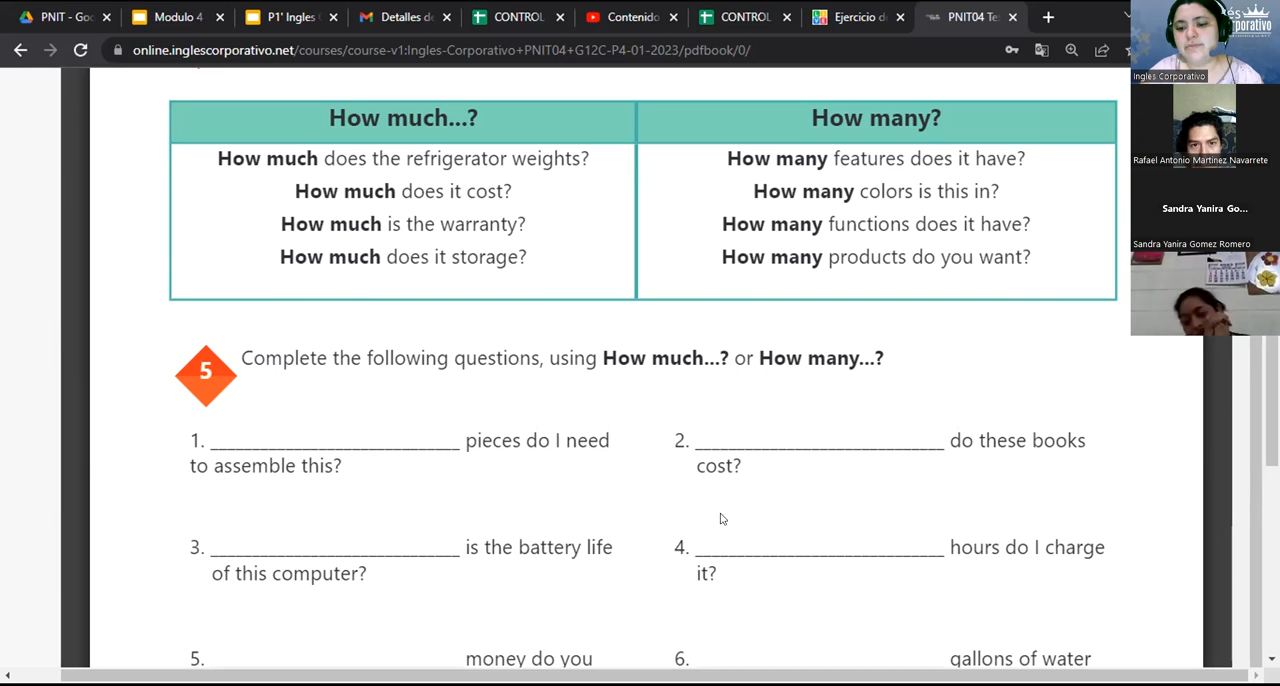 PNIT - Goo
Modulo 4
P1' Ingles
Detalles de
CONTROL
Contenido
CONTROL
Ejercicio de
PNIT04 Te
online.inglescorporativo.net/courses/course-v1:Ingles-Corporativo+PNIT04+G12C-P4-01-2023/pdfbook/0/
Ingles Corporativo
Rafael Antonio Martinez Navarrete
Sandra Yanira Go...
Sandra Yanira Gomez Romero
How much...?
How many?
How much does the refrigerator weights?
How many features does it have?
How much does it cost?
How many colors is this in?
How much is the warranty?
How many functions does it have?
How much does it storage?
How many products do you want?
5
Complete the following questions, using How much...? or How many...?
1. __________________________ pieces do I need
to assemble this?
2. __________________________ do these books
cost?
3. __________________________ is the battery life
of this computer?
4. __________________________ hours do I charge
it?
5. __________________________ money do you
6. __________________________ gallons of water